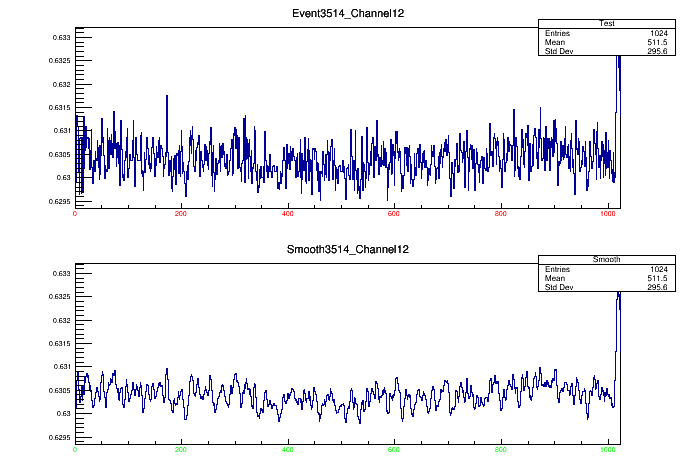 Event3514_Channel12
Test
Entries 1024
Mean 511.5
Std Dev 295.6
0.633
0.6325
0.632
0.6315
0.631
0.6305
0.63
0.6295
0 200 400 600 800 1000
Smooth3514_Channel12
Smooth
Entries 1024
Mean 511.5
Std Dev 295.6
0.633
0.6325
0.632
0.6315
0.631
0.6305
0.63
0.6295
0 200 400 600 800 1000